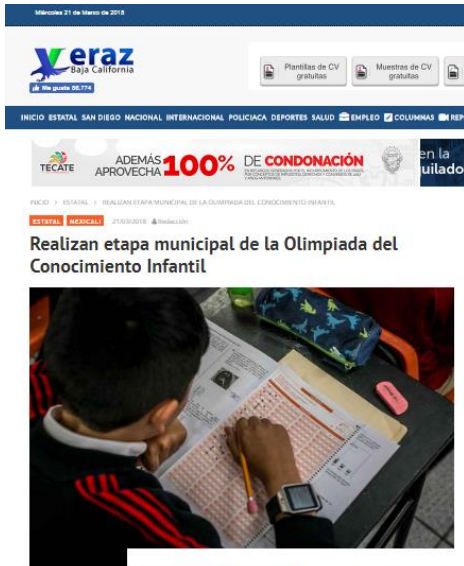 Miércoles 21 de Marzo de 2018
Veraz
Baja California
Me gusta 56.774
Plantillas de CV gratuitas
Muestras de CV gratuitas
INICIO ESTATAL SAN DIEGO NACIONAL INTERNACIONAL POLICIACA DEPORTES SALUD EMPLEO COLUMNAS REP
TECATE
ADEMÁS APROVECHA 100% DE CONDONACIÓN
en la
uilado
INICIO > ESTATAL > REALIZAN ETAPA MUNICIPAL DE LA OLIMPIADA DEL CONOCIMIENTO INFANTIL
ESTATAL MEXICALI 21/03/2018 Redacción
Realizan etapa municipal de la Olimpiada del
Conocimiento Infantil